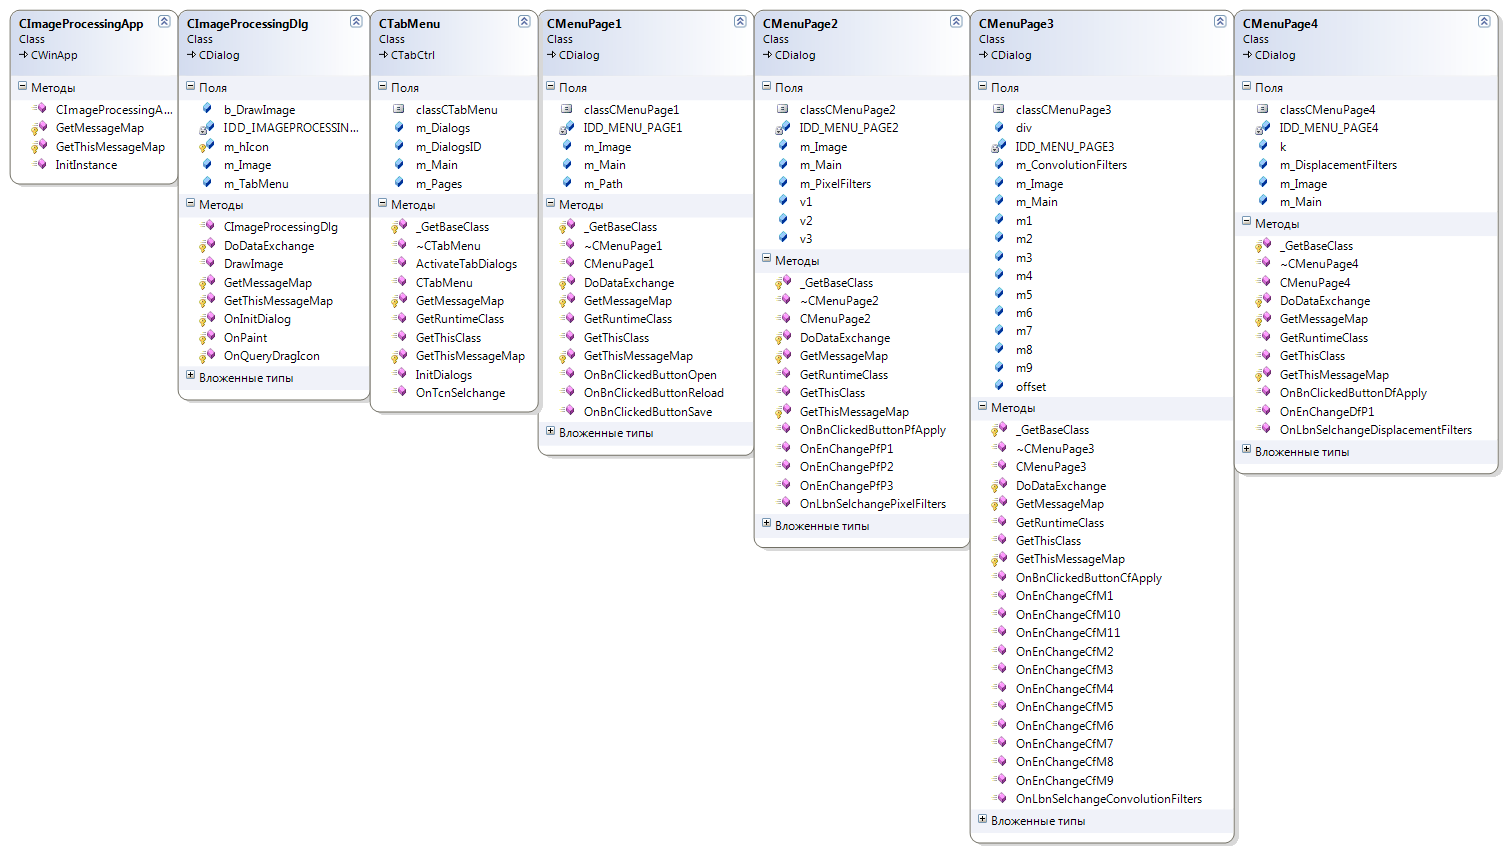 CImageProcessingApp
Class
CWinApp
Методы
CImageProcessingA...
GetMessageMap
GetThisMessageMap
InitInstance
CImageProcessingDlg
Class
CDialog
Поля
b_DrawImage
IDD_IMAGEPROCESSIN...
m_hIcon
m_Image
m_TabMenu
Методы
CImageProcessingDlg
DoDataExchange
DrawImage
GetMessageMap
GetThisMessageMap
OnInitDialog
OnPaint
OnQueryDragIcon
Вложенные типы
CTabMenu
Class
CTabCtrl
Поля
classCTabMenu
m_Dialogs
m_DialogsID
m_Main
m_Pages
Методы
_GetBaseClass
~CTabMenu
ActivateTabDialogs
CTabMenu
GetMessageMap
GetRuntimeClass
GetThisClass
GetThisMessageMap
InitDialogs
OnTcnSelchange
CMenuPage1
Class
CDialog
Поля
classCMenuPage1
IDD_MENU_PAGE1
m_Image
m_Main
m_Path
Методы
_GetBaseClass
~CMenuPage1
CMenuPage1
DoDataExchange
GetMessageMap
GetRuntimeClass
GetThisClass
GetThisMessageMap
OnBnClickedButtonOpen
OnBnClickedButtonReload
OnBnClickedButtonSave
Вложенные типы
CMenuPage2
Class
CDialog
Поля
classCMenuPage2
IDD_MENU_PAGE2
m_Image
m_Main
m_PixelFilters
v1
v2
v3
Методы
_GetBaseClass
~CMenuPage2
CMenuPage2
DoDataExchange
GetMessageMap
GetRuntimeClass
GetThisClass
GetThisMessageMap
OnBnClickedButtonPfApply
OnEnChangePfP1
OnEnChangePfP2
OnEnChangePfP3
OnLbnSelchangePixelFilters
Вложенные типы
CMenuPage3
Class
CDialog
Поля
classCMenuPage3
div
IDD_MENU_PAGE3
m_ConvolutionFilters
m_Image
m_Main
m1
m2
m3
m4
m5
m6
m7
m8
m9
offset
Методы
_GetBaseClass
~CMenuPage3
CMenuPage3
DoDataExchange
GetMessageMap
GetRuntimeClass
GetThisClass
GetThisMessageMap
OnBnClickedButtonCfApply
OnEnChangeCfM1
OnEnChangeCfM10
OnEnChangeCfM11
OnEnChangeCfM2
OnEnChangeCfM3
OnEnChangeCfM4
OnEnChangeCfM5
OnEnChangeCfM6
OnEnChangeCfM7
OnEnChangeCfM8
OnEnChangeCfM9
OnLbnSelchangeConvolutionFilters
Вложенные типы
CMenuPage4
Class
CDialog
Поля
classCMenuPage4
IDD_MENU_PAGE4
k
m_DisplacementFilters
m_Image
m_Main
Методы
_GetBaseClass
~CMenuPage4
CMenuPage4
DoDataExchange
GetMessageMap
GetRuntimeClass
GetThisClass
GetThisMessageMap
OnBnClickedButtonDfApply
OnEnChangeDfP1
OnLbnSelchangeDisplacementFilters
Вложенные типы